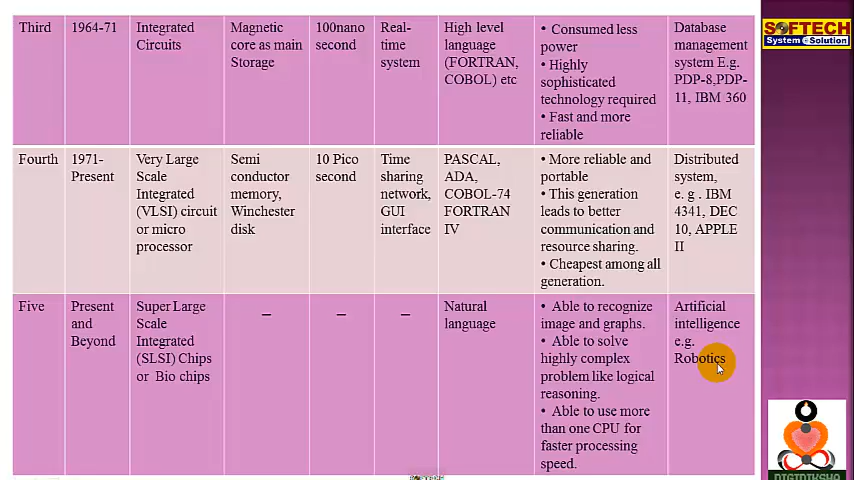 Third
1964-71
Integrated
Circuits
Magnetic
core as main
Storage
100nano
second
Real-
time
system
High level
language
(FORTRAN,
COBOL) etc
• Consumed less
power
• Highly
sophisticated
technology required
• Fast and more
reliable
Database
management
system E.g.
PDP-8,PDP-
11, IBM 360
Fourth
1971-
Present
Very Large
Scale
Integrated
(VLSI) circuit
or micro
processor
Semi
conductor
memory,
Winchester
disk
10 Pico
second
Time
sharing
network,
GUI
interface
PASCAL,
ADA,
COBOL-74
FORTRAN
IV
• More reliable and
portable
• This generation
leads to better
communication and
resource sharing.
• Cheapest among all
generation.
Distributed
system,
e. g . IBM
4341, DEC
10, APPLE
II
Five
Present
and
Beyond
Super Large
Scale
Integrated
(SLSI) Chips
or Bio chips
–
–
–
Natural
language
• Able to recognize
image and graphs.
• Able to solve
highly complex
problem like logical
reasoning.
• Able to use more
than one CPU for
faster processing
speed.
Artificial
intelligence
e.g.
Robotics
SOFTECH
System Solution
DIGIDIKSHA